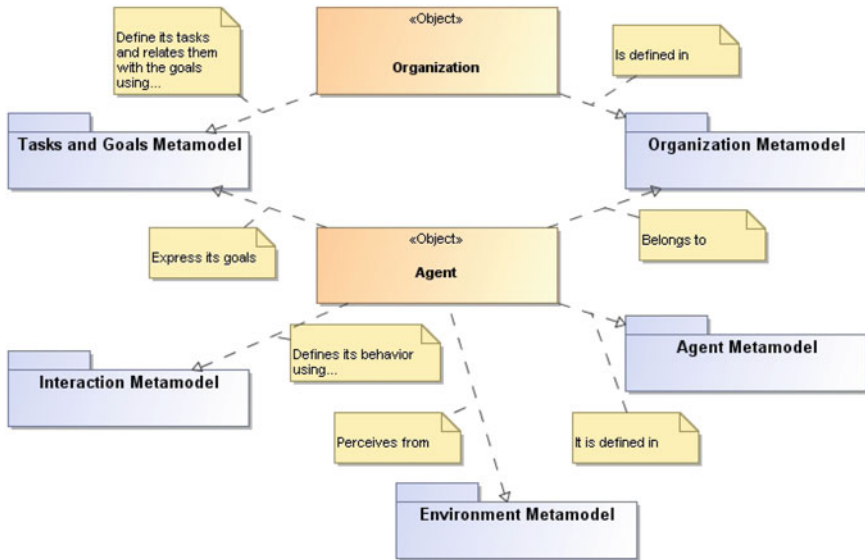 Define its tasks
and relates them
with the goals
using...
«Object»
Organization
Is defined in
Tasks and Goals Metamodel
Organization Metamodel
Express its goals
«Object»
Agent
Belongs to
Interaction Metamodel
Defines its behavior
using...
Agent Metamodel
Perceives from
It is defined in
Environment Metamodel